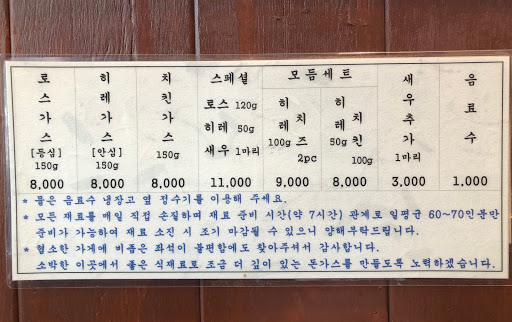 로스가스 [등심] 150g 8,000
히레가스 [안심] 150g 8,000
치킨가스 150g 8,000
스페셜 로스 120g 히레 50g 새우 1마리 11,000
모듬세트
히레 100g 치즈 2pc 9,000
히레 50g 치킨 100g 8,000
새우추가 1마리 3,000
음료수 1,000
* 물은 음료수 냉장고 옆 정수기를 이용해 주세요.
* 모든 재료를 매일 직접 손질하며 재료 준비 시간(약 7시간) 관계로 일평균 60~70인분만
준비가 가능하여 재료 소진 시 조기 마감될 수 있으니 양해부탁드립니다.
* 협소한 가게에 비좁은 좌석이 불편함에도 찾아주셔서 감사합니다.
소박한 이곳에서 좋은 식재료로 조금 더 깊이 있는 돈가스를 만들도록 노력하겠습니다.